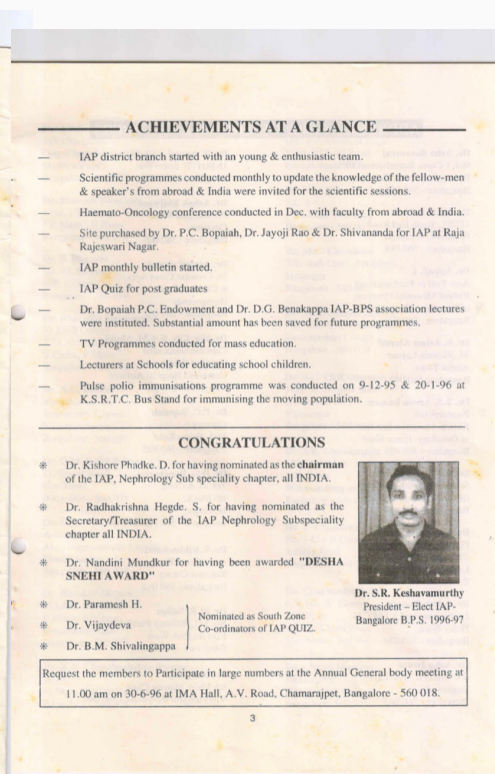 ACHIEVEMENTS AT A GLANCE
— IAP district branch started with an young & enthusiastic team.
— Scientific programmes conducted monthly to update the knowledge of the fellow-men
& speaker's from abroad & India were invited for the scientific sessions.
— Haemato-Oncology conference conducted in Dec. with faculty from abroad & India.
— Site purchased by Dr. P.C. Bopaiah, Dr. Jayoji Rao & Dr. Shivananda for IAP at Raja
Rajeswari Nagar.
— IAP monthly bulletin started.
— IAP Quiz for post graduates
— Dr. Bopaiah P.C. Endowment and Dr. D.G. Benakappa IAP-BPS association lectures
were instituted. Substantial amount has been saved for future programmes.
— TV Programmes conducted for mass education.
— Lecturers at Schools for educating school children.
— Pulse polio immunisations programme was conducted on 9-12-95 & 20-1-96 at
K.S.R.T.C. Bus Stand for immunising the moving population.
CONGRATULATIONS
* Dr. Kishore Phadke. D. for having nominated as the chairman
of the IAP, Nephrology Sub speciality chapter, all INDIA.
* Dr. Radhakrishna Hegde. S. for having nominated as the
Secretary/Treasurer of the IAP Nephrology Subspeciality
chapter all INDIA.
* Dr. Nandini Mundkur for having been awarded "DESHA
SNEHI AWARD"
* Dr. Paramesh H.
* Dr. Vijaydeva
* Dr. B.M. Shivalingappa
Nominated as South Zone
Co-ordinators of IAP QUIZ.
Dr. S.R. Keshavamurthy
President – Elect IAP-
Bangalore B.P.S. 1996-97
Request the members to Participate in large numbers at the Annual General body meeting at
11.00 am on 30-6-96 at IMA Hall, A.V. Road, Chamarajpet, Bangalore - 560 018.
3